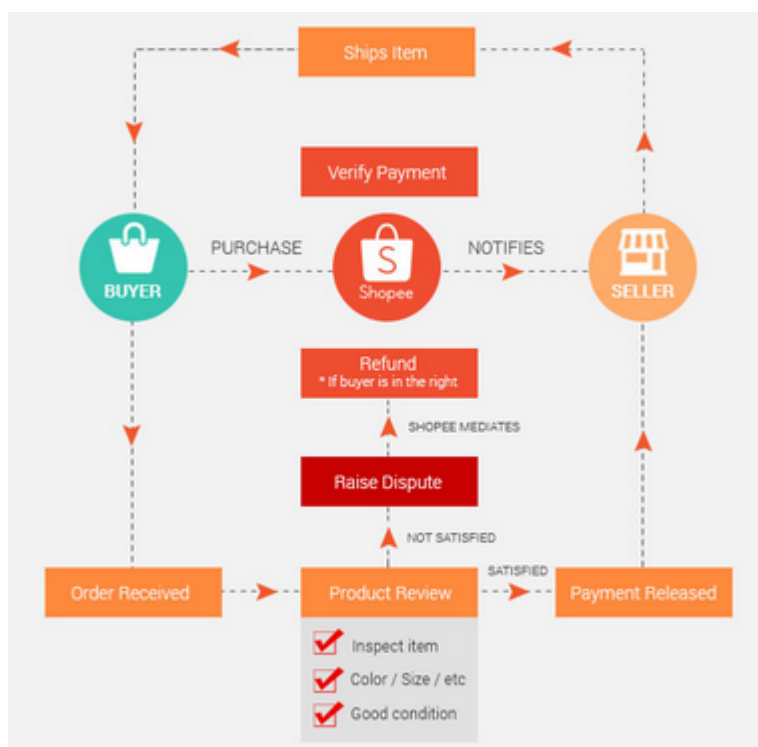 Ships Item
Verify Payment
PURCHASE
NOTIFIES
BUYER
S
Shopee
SELLER
Refund
* If buyer is in the right
SHOPEE MEDIATES
Raise Dispute
NOT SATISFIED
SATISFIED
Order Received
Product Review
Payment Released
Inspect item
Color / Size / etc
Good condition